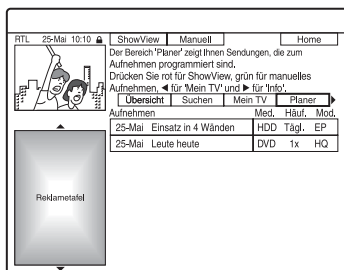 RTL 25-Mai 10:10
ShowView Manuell Home
Der Bereich 'Planer' zeigt Ihnen Sendungen, die zum
Aufnehmen programmiert sind.
Drücken Sie rot für ShowView, grün für manuelles
Aufnehmen, ◀ für 'Mein TV' und ▶ für 'Info'.
Übersicht Suchen Mein TV Planer
Aufnehmen Med. Häuf. Mod.
25-Mai Einsatz in 4 Wänden HDD Tägl. EP
25-Mai Leute heute DVD 1x HQ
Reklametafel